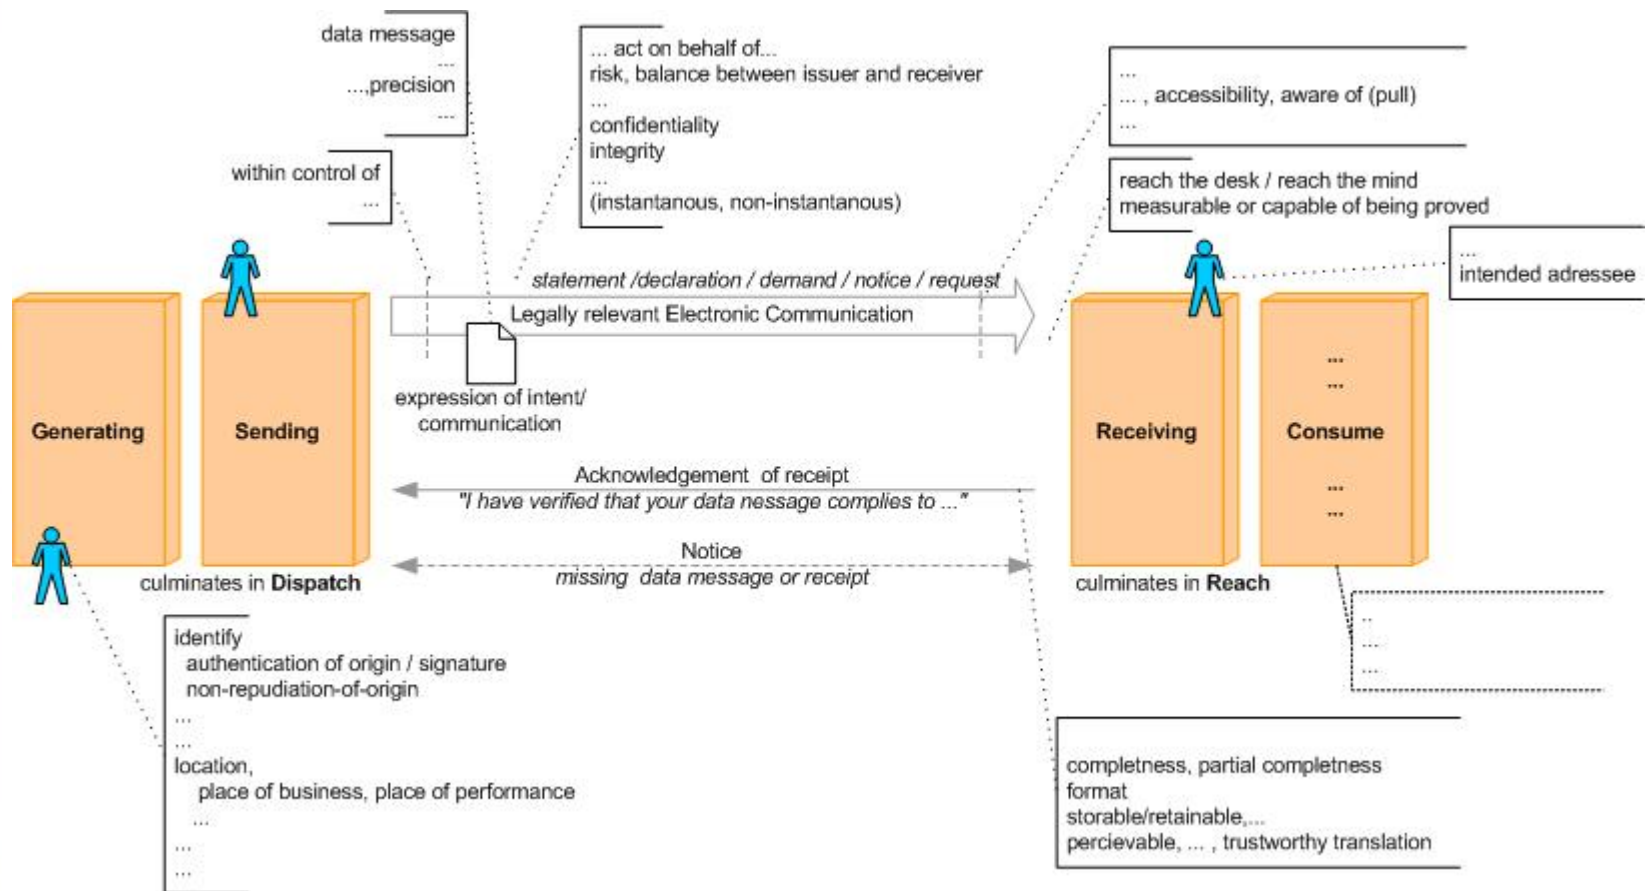 data message
...
...,precision
...
... act on behalf of...
risk, balance between issuer and receiver
...
confidentiality
integrity
...
(instantanous, non-instantanous)
...
... , accessibility, aware of (pull)
...
within control of
...
reach the desk / reach the mind
measurable or capable of being proved
...
intended adressee
statement /declaration / demand / notice / request
Legally relevant Electronic Communication
expression of intent/
communication
Generating
Sending
Receiving
Consume
...
...
...
...
Acknowledgement of receipt
"I have verified that your data nessage complies to ..."
Notice
missing data message or receipt
culminates in Dispatch
culminates in Reach
identify
authentication of origin / signature
non-repudiation-of-origin
...
...
location,
place of business, place of performance
...
...
...
..
...
...
completness, partial completness
format
storable/retainable,...
percievable, ... , trustworthy translation